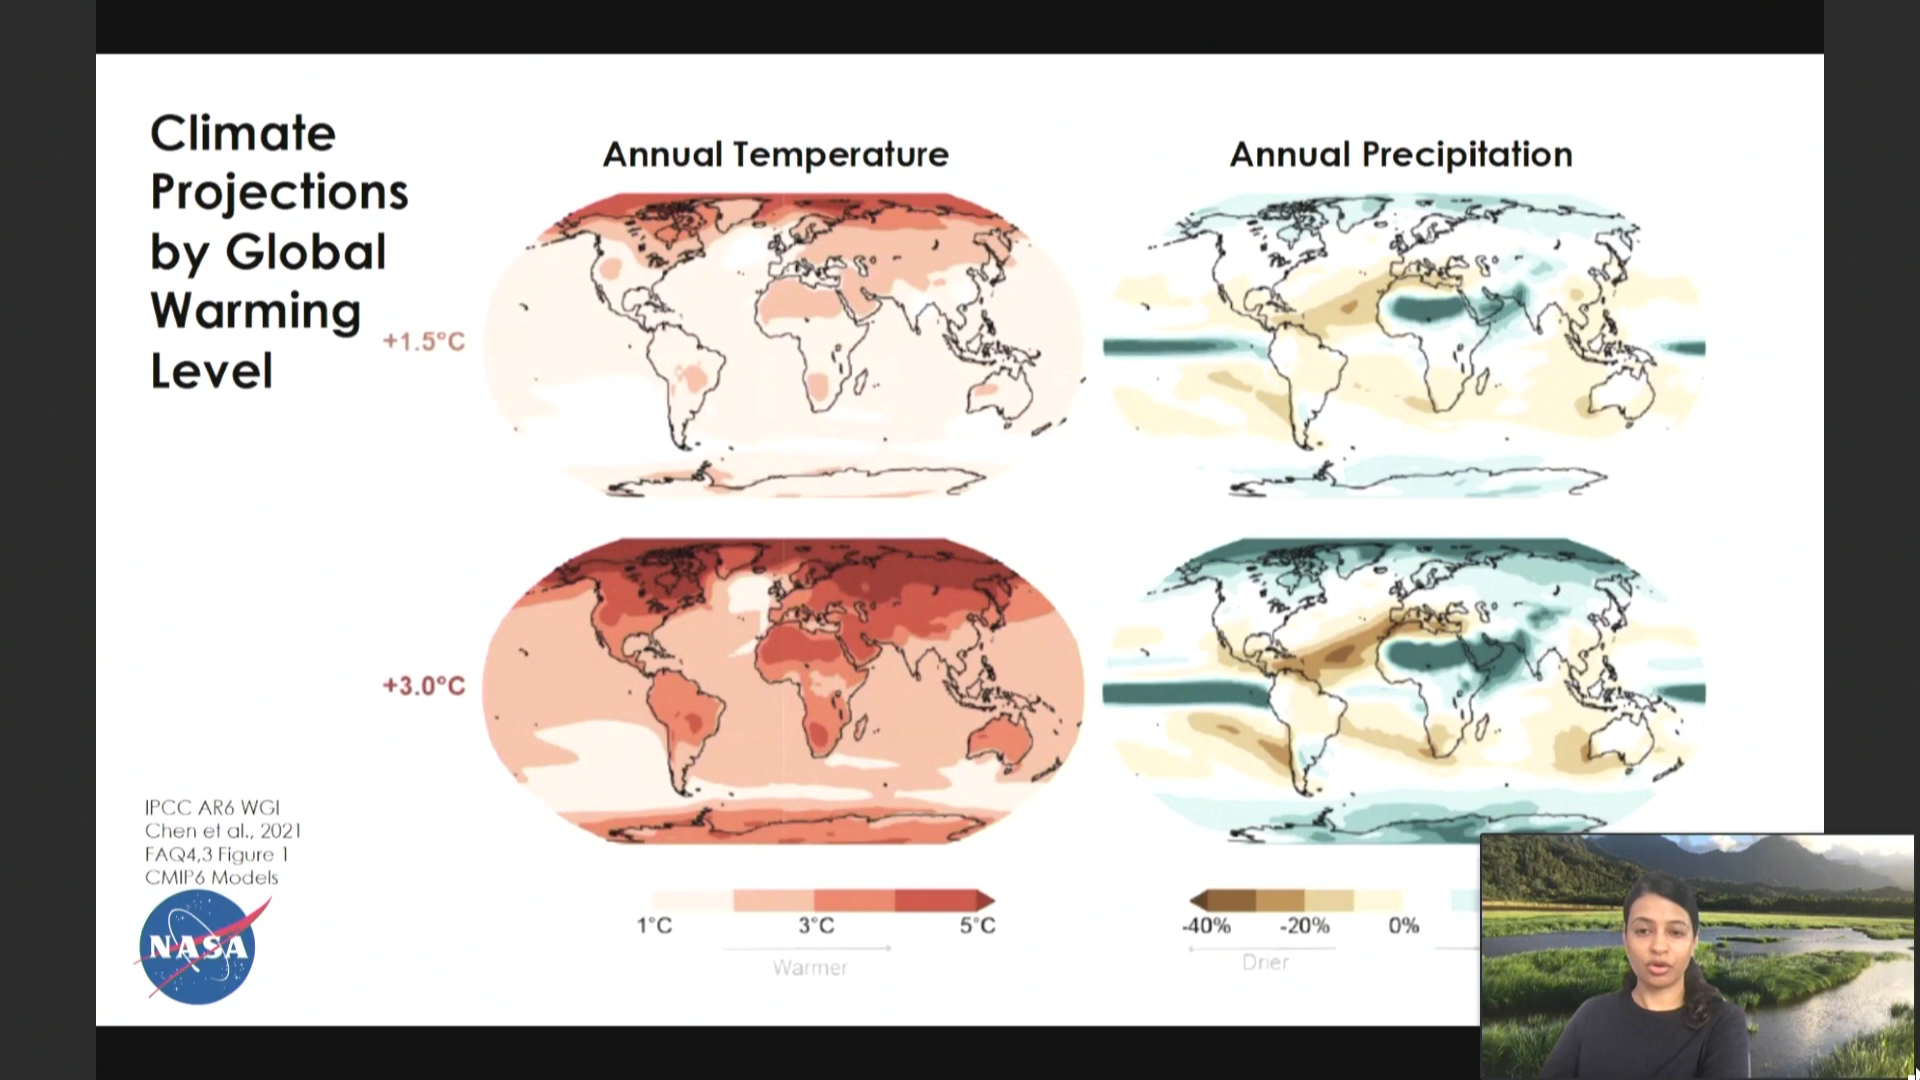 Climate
Projections
by Global
Warming
Level
Annual Temperature
Annual Precipitation
+1.5°C
+3.0°C
IPCC AR6 WGI
Chen et al., 2021
FAQ4,3 Figure 1
CMIP6 Models
NASA
1°C 3°C 5°C
Warmer
-40% -20% 0%
Drier